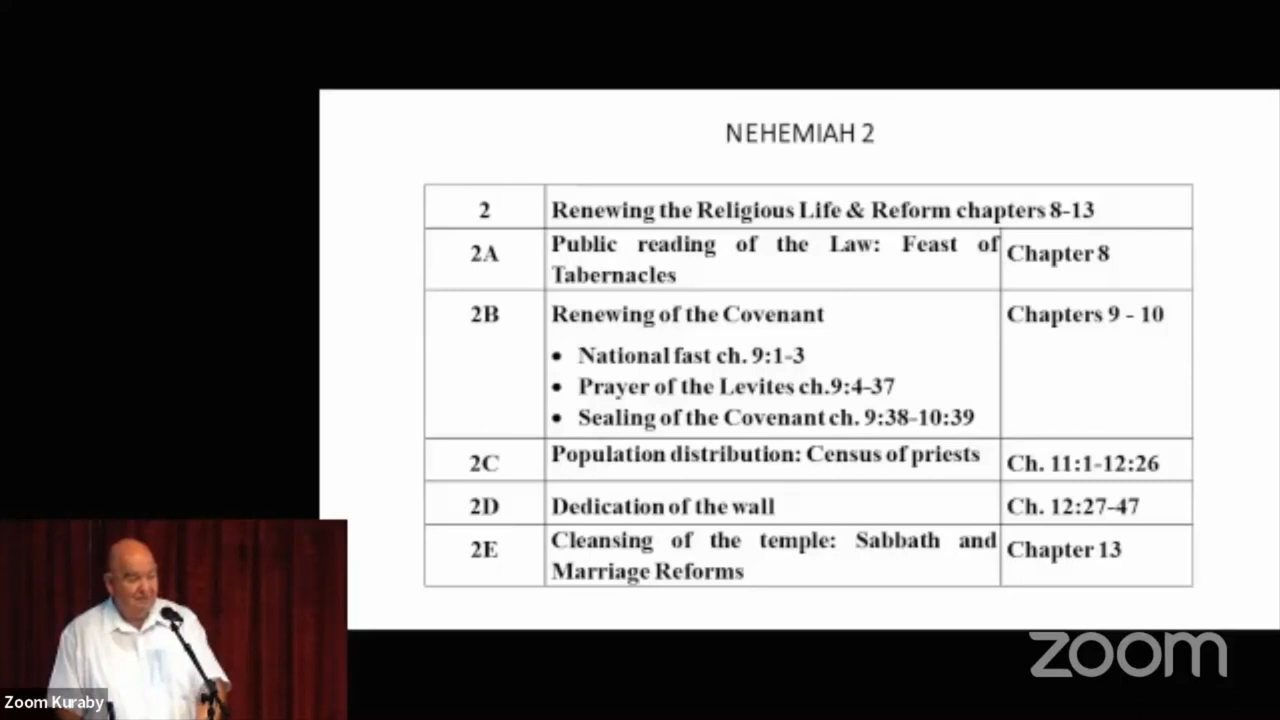 NEHEMIAH 2
2 Renewing the Religious Life & Reform chapters 8-13
2A Public reading of the Law: Feast of Tabernacles Chapter 8
2B Renewing of the Covenant Chapters 9 - 10
• National fast ch. 9:1-3
• Prayer of the Levites ch.9:4-37
• Sealing of the Covenant ch. 9:38-10:39
2C Population distribution: Census of priests Ch. 11:1-12:26
2D Dedication of the wall Ch. 12:27-47
2E Cleansing of the temple: Sabbath and Marriage Reforms Chapter 13
zoom
Zoom Kuraby